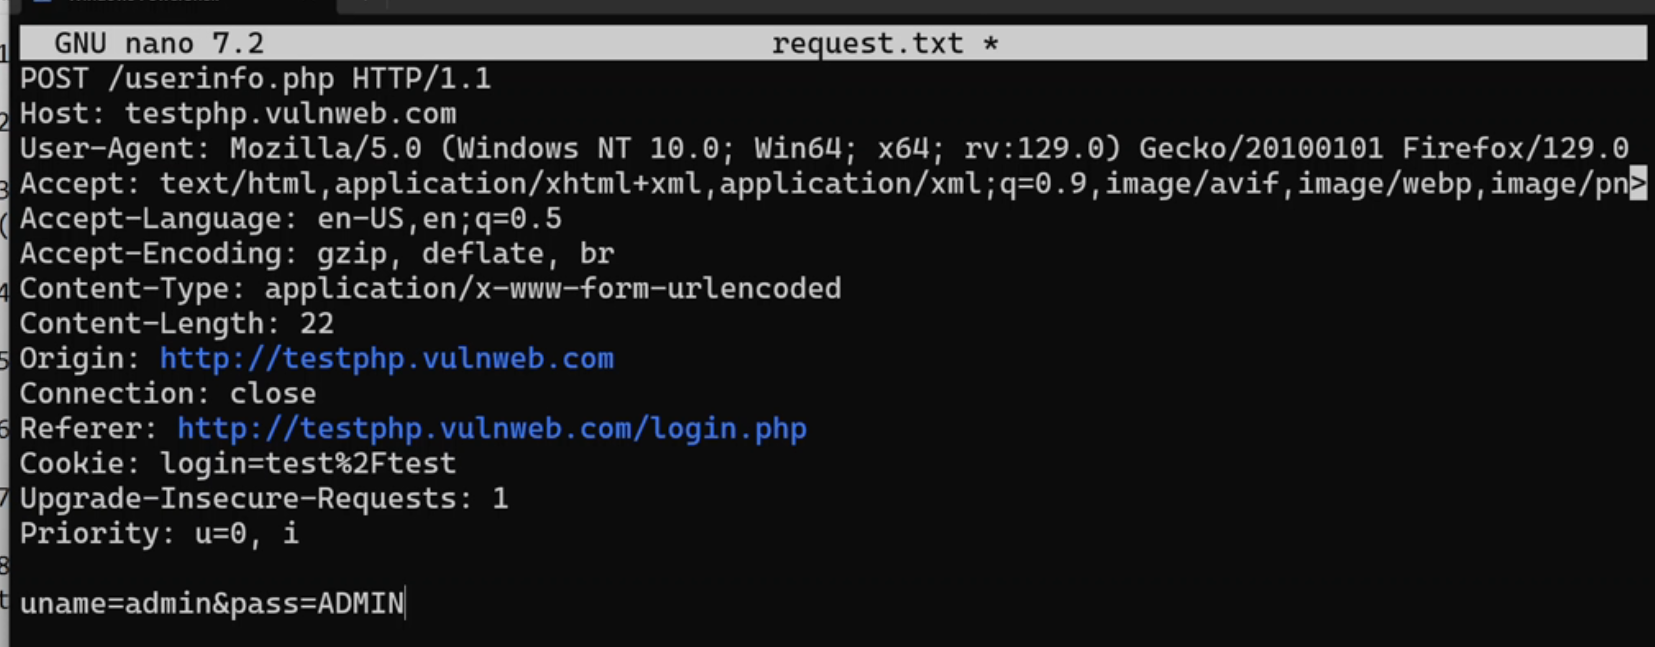 GNU nano 7.2 request.txt *
POST /userinfo.php HTTP/1.1
Host: testphp.vulnweb.com
User-Agent: Mozilla/5.0 (Windows NT 10.0; Win64; x64; rv:129.0) Gecko/20100101 Firefox/129.0
Accept: text/html,application/xhtml+xml,application/xml;q=0.9,image/avif,image/webp,image/pn>
Accept-Language: en-US,en;q=0.5
Accept-Encoding: gzip, deflate, br
Content-Type: application/x-www-form-urlencoded
Content-Length: 22
Origin: http://testphp.vulnweb.com
Connection: close
Referer: http://testphp.vulnweb.com/login.php
Cookie: login=test%2Ftest
Upgrade-Insecure-Requests: 1
Priority: u=0, i
uname=admin&pass=ADMIN